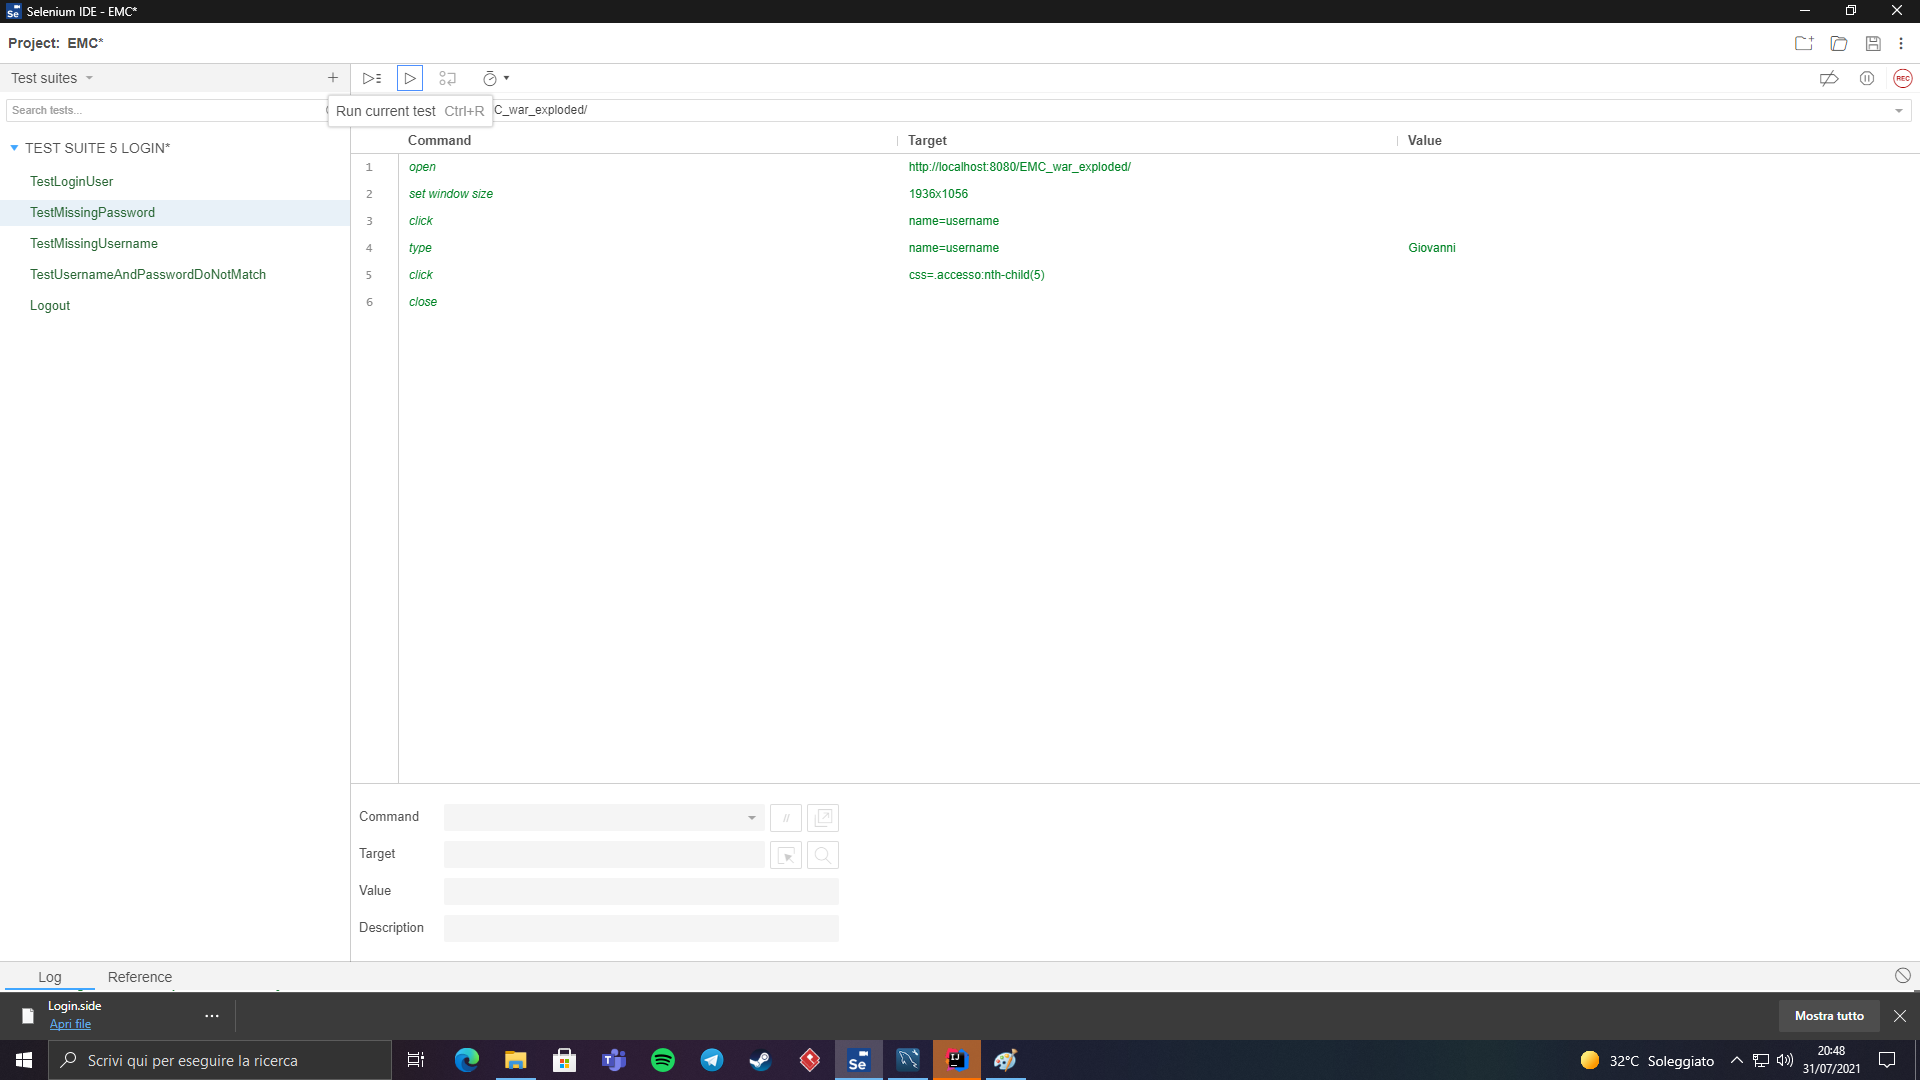 Selenium IDE - EMC*
Project: EMC*
Test suites
Search tests...
Run current test Ctrl+R
C_war_exploded/
REC
Command Target Value
TEST SUITE 5 LOGIN*
TestLoginUser
TestMissingPassword
TestMissingUsername
TestUsernameAndPasswordDoNotMatch
Logout
1 open http://localhost:8080/EMC_war_exploded/
2 set window size 1936x1056
3 click name=username
4 type name=username Giovanni
5 click css=.accesso:nth-child(5)
6 close
Command //
Target
Value
Description
Log Reference
Login.side
Apri file
Mostra tutto
Scrivi qui per eseguire la ricerca
Se
IJ
32°C Soleggiato
20:48
31/07/2021